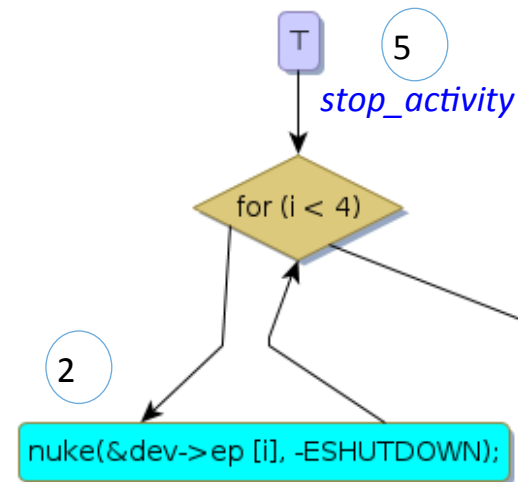 ⊤
5
stop_activity
for (i < 4)
2
nuke(&dev->ep [i], -ESHUTDOWN);